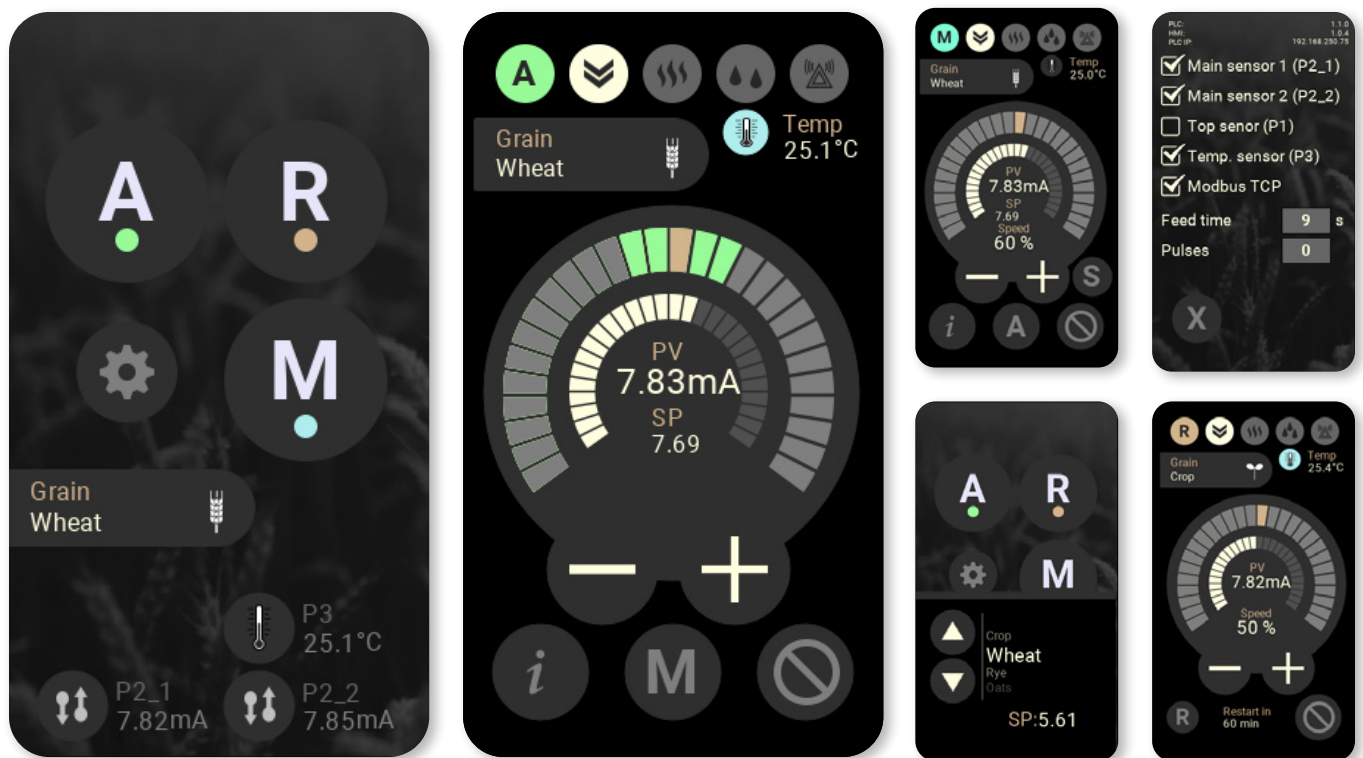 A
R
M
Grain
Wheat
P3
25.1°C
P2_1
7.82mA
P2_2
7.85mA
A
Grain
Wheat
Temp
25.1°C
PV
7.83mA
SP
7.69
i
M
M
Grain
Wheat
Temp
25.0°C
PV
7.83mA
SP
7.69
Speed
60 %
S
i
A
PLC: 1.1.0
HMI: 1.0.4
PLC IP: 192.168.250.75
Main sensor 1 (P2_1)
Main sensor 2 (P2_2)
Top senor (P1)
Temp. sensor (P3)
Modbus TCP
Feed time 9 s
Pulses 0
X
A
R
M
Crop
Wheat
Rye
Oats
SP:5.61
R
Grain
Crop
Temp
25.4°C
PV
7.82mA
Speed
50 %
R
Restart in
60 min